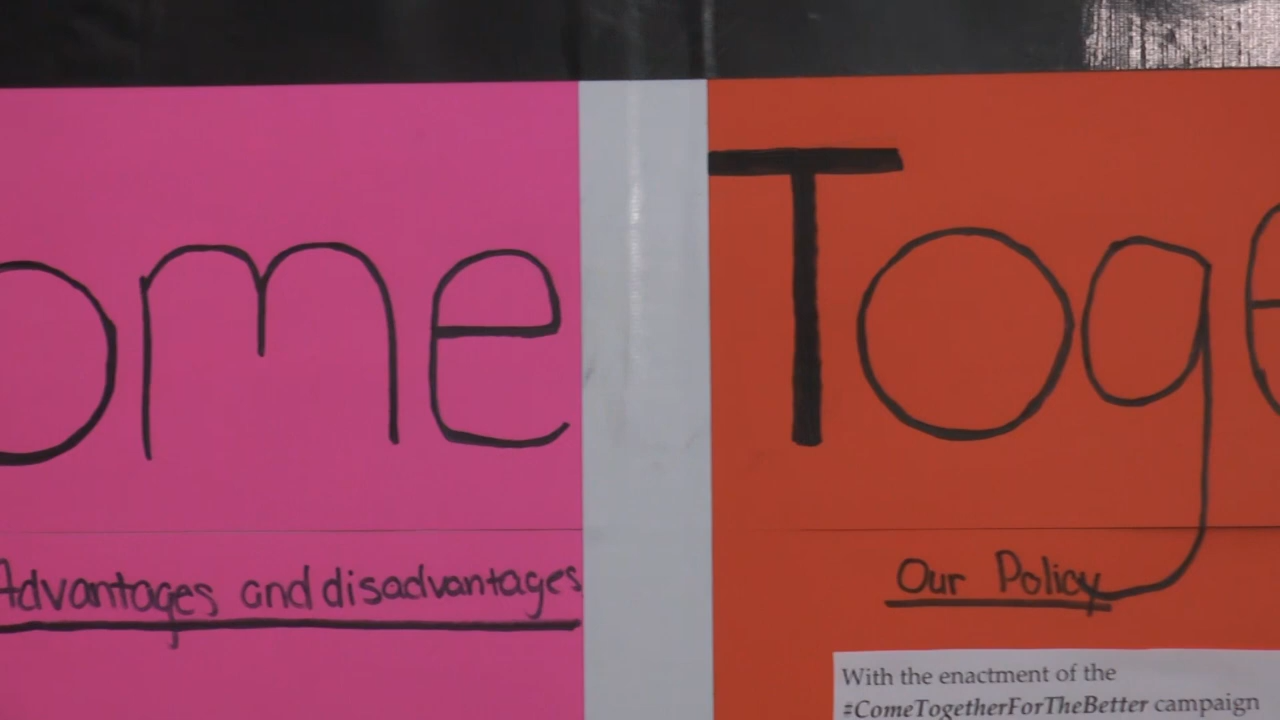 ome Toge
Advantages and disadvantages
Our Policy
With the enactment of the
#ComeTogetherForTheBetter campaign